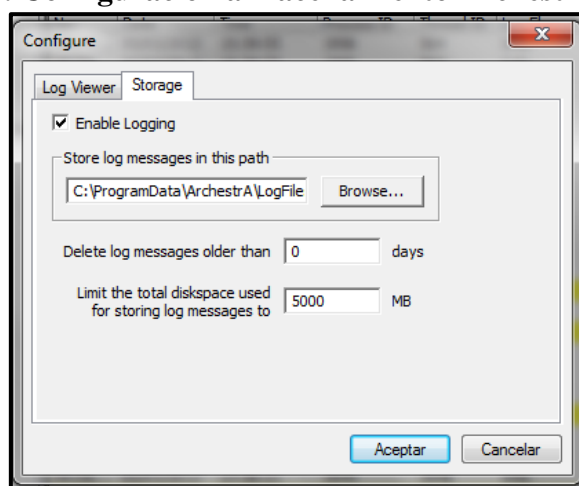 Configure
Log Viewer
Storage
Enable Logging
Store log messages in this path
C:\ProgramData\ArchestrA\LogFile
Browse...
Delete log messages older than 0 days
Limit the total diskspace used
for storing log messages to 5000 MB
Aceptar
Cancelar